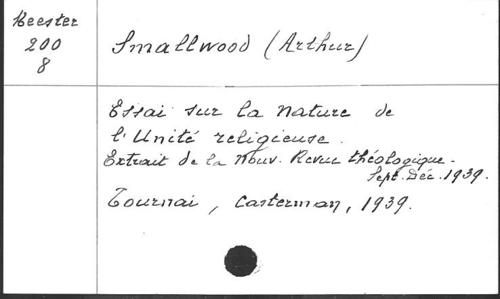 Heester
200
8
Smallwood (Arthur)
Essai sur la nature de
l'Unité religieuse.
Extrait de la Nouv. Revue théologique.
Sept. Déc. 1939.
Tournai, Casterman, 1939.